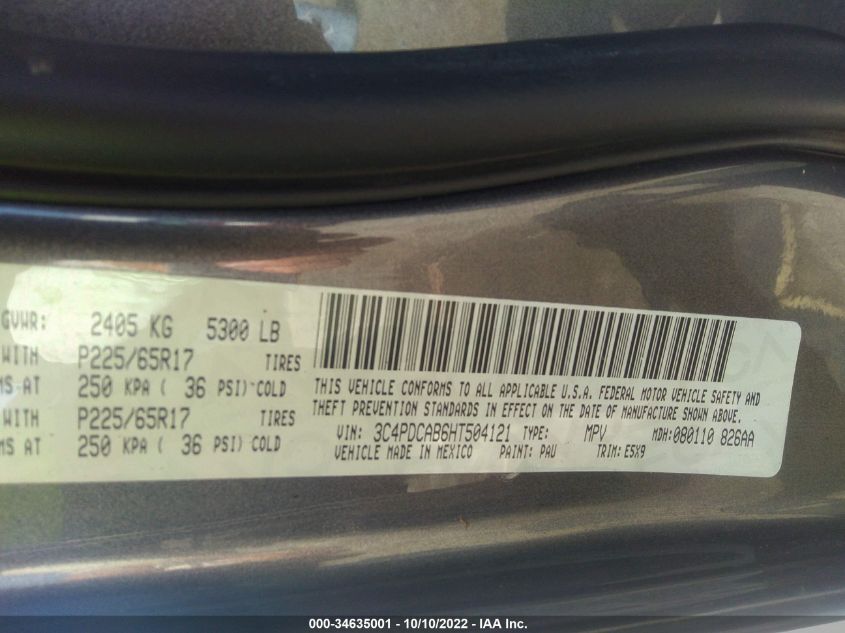 GVWR: 2405 KG 5300 LB
WITH P225/65R17 TIRES
MS AT 250 KPA ( 36 PSI) COLD
WITH P225/65R17 TIRES
MS AT 250 KPA ( 36 PSI) COLD
THIS VEHICLE CONFORMS TO ALL APPLICABLE U.S.A. FEDERAL MOTOR VEHICLE SAFETY AND
THEFT PREVENTION STANDARDS IN EFFECT ON THE DATE OF MANUFACTURE SHOWN ABOVE.
VIN: 3C4PDCAB6HT504121 TYPE: MPV MDH:080110 826AA
VEHICLE MADE IN MEXICO PAINT: PAU TRIM: E5X9
000-34635001 - 10/10/2022 - IAA Inc.